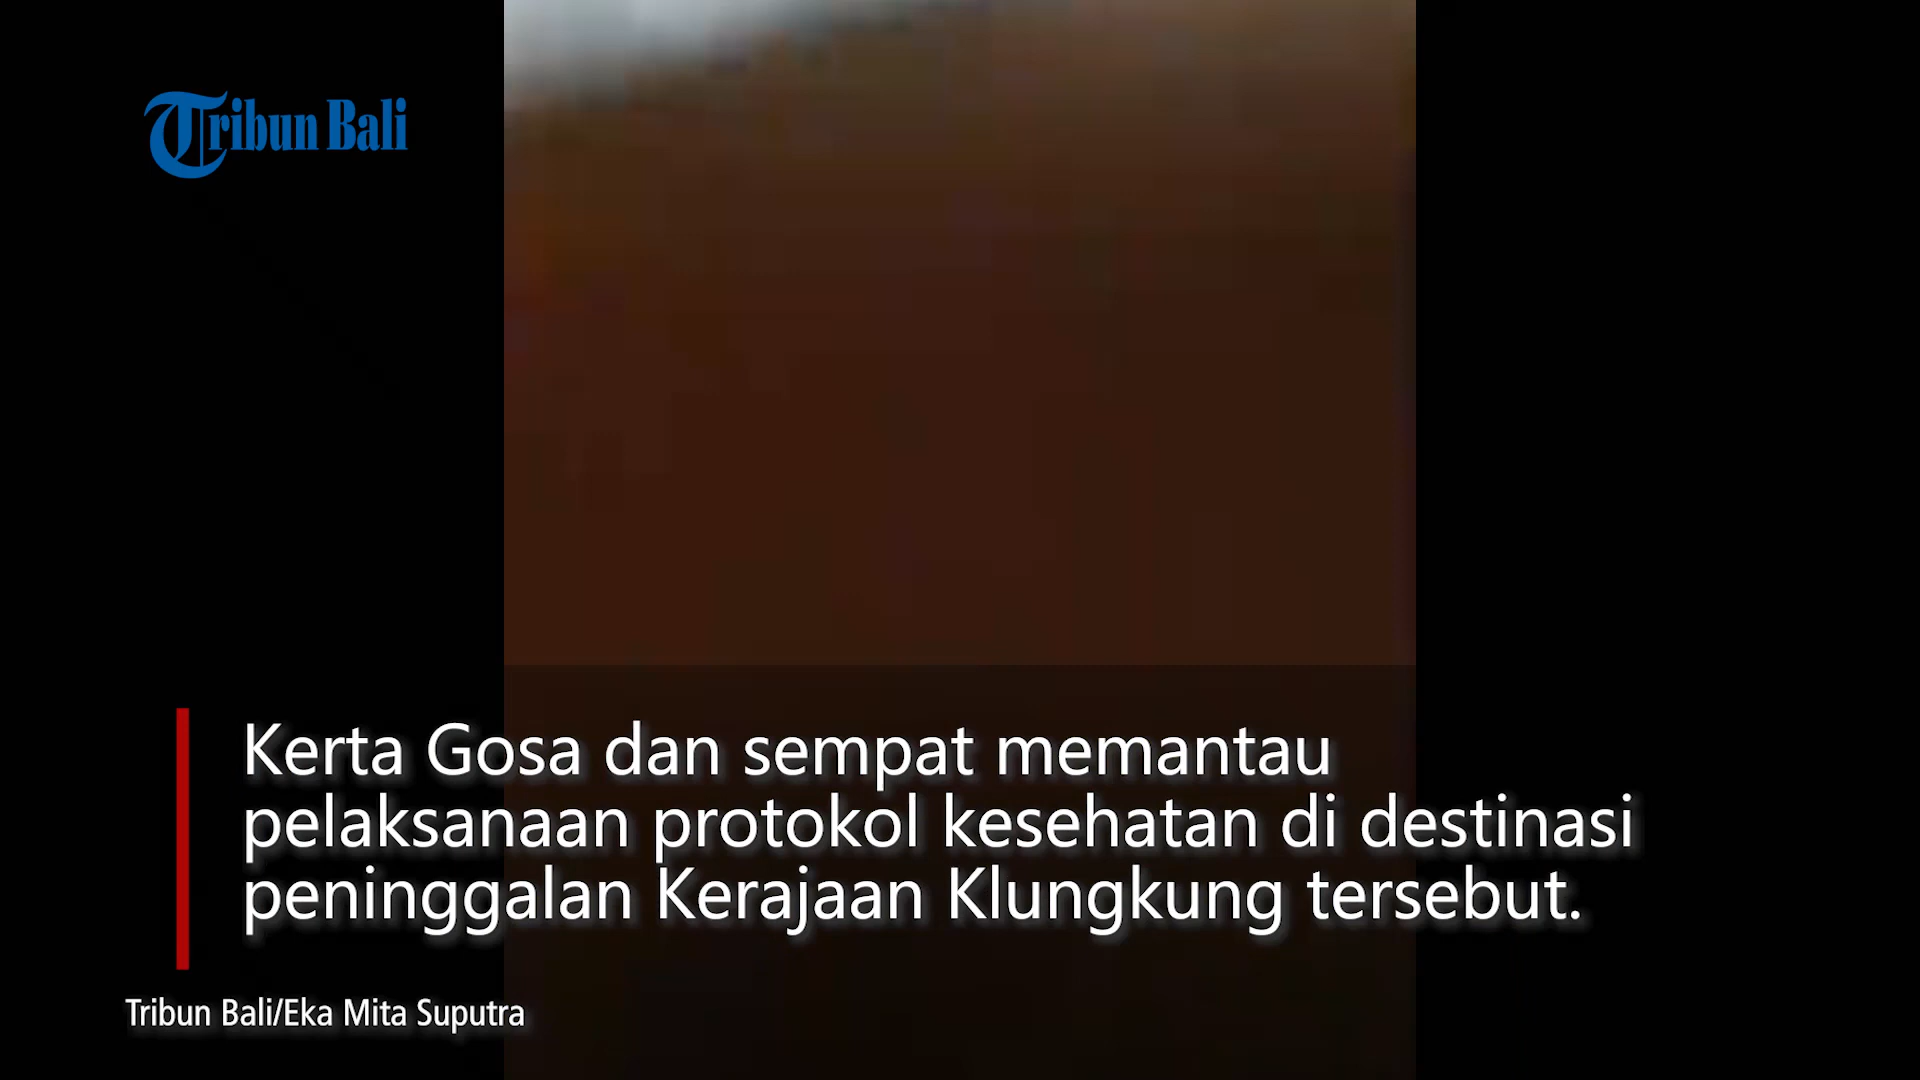 Tribun Bali
Kerta Gosa dan sempat memantau
pelaksanaan protokol kesehatan di destinasi
peninggalan Kerajaan Klungkung tersebut.
Tribun Bali/Eka Mita Suputra